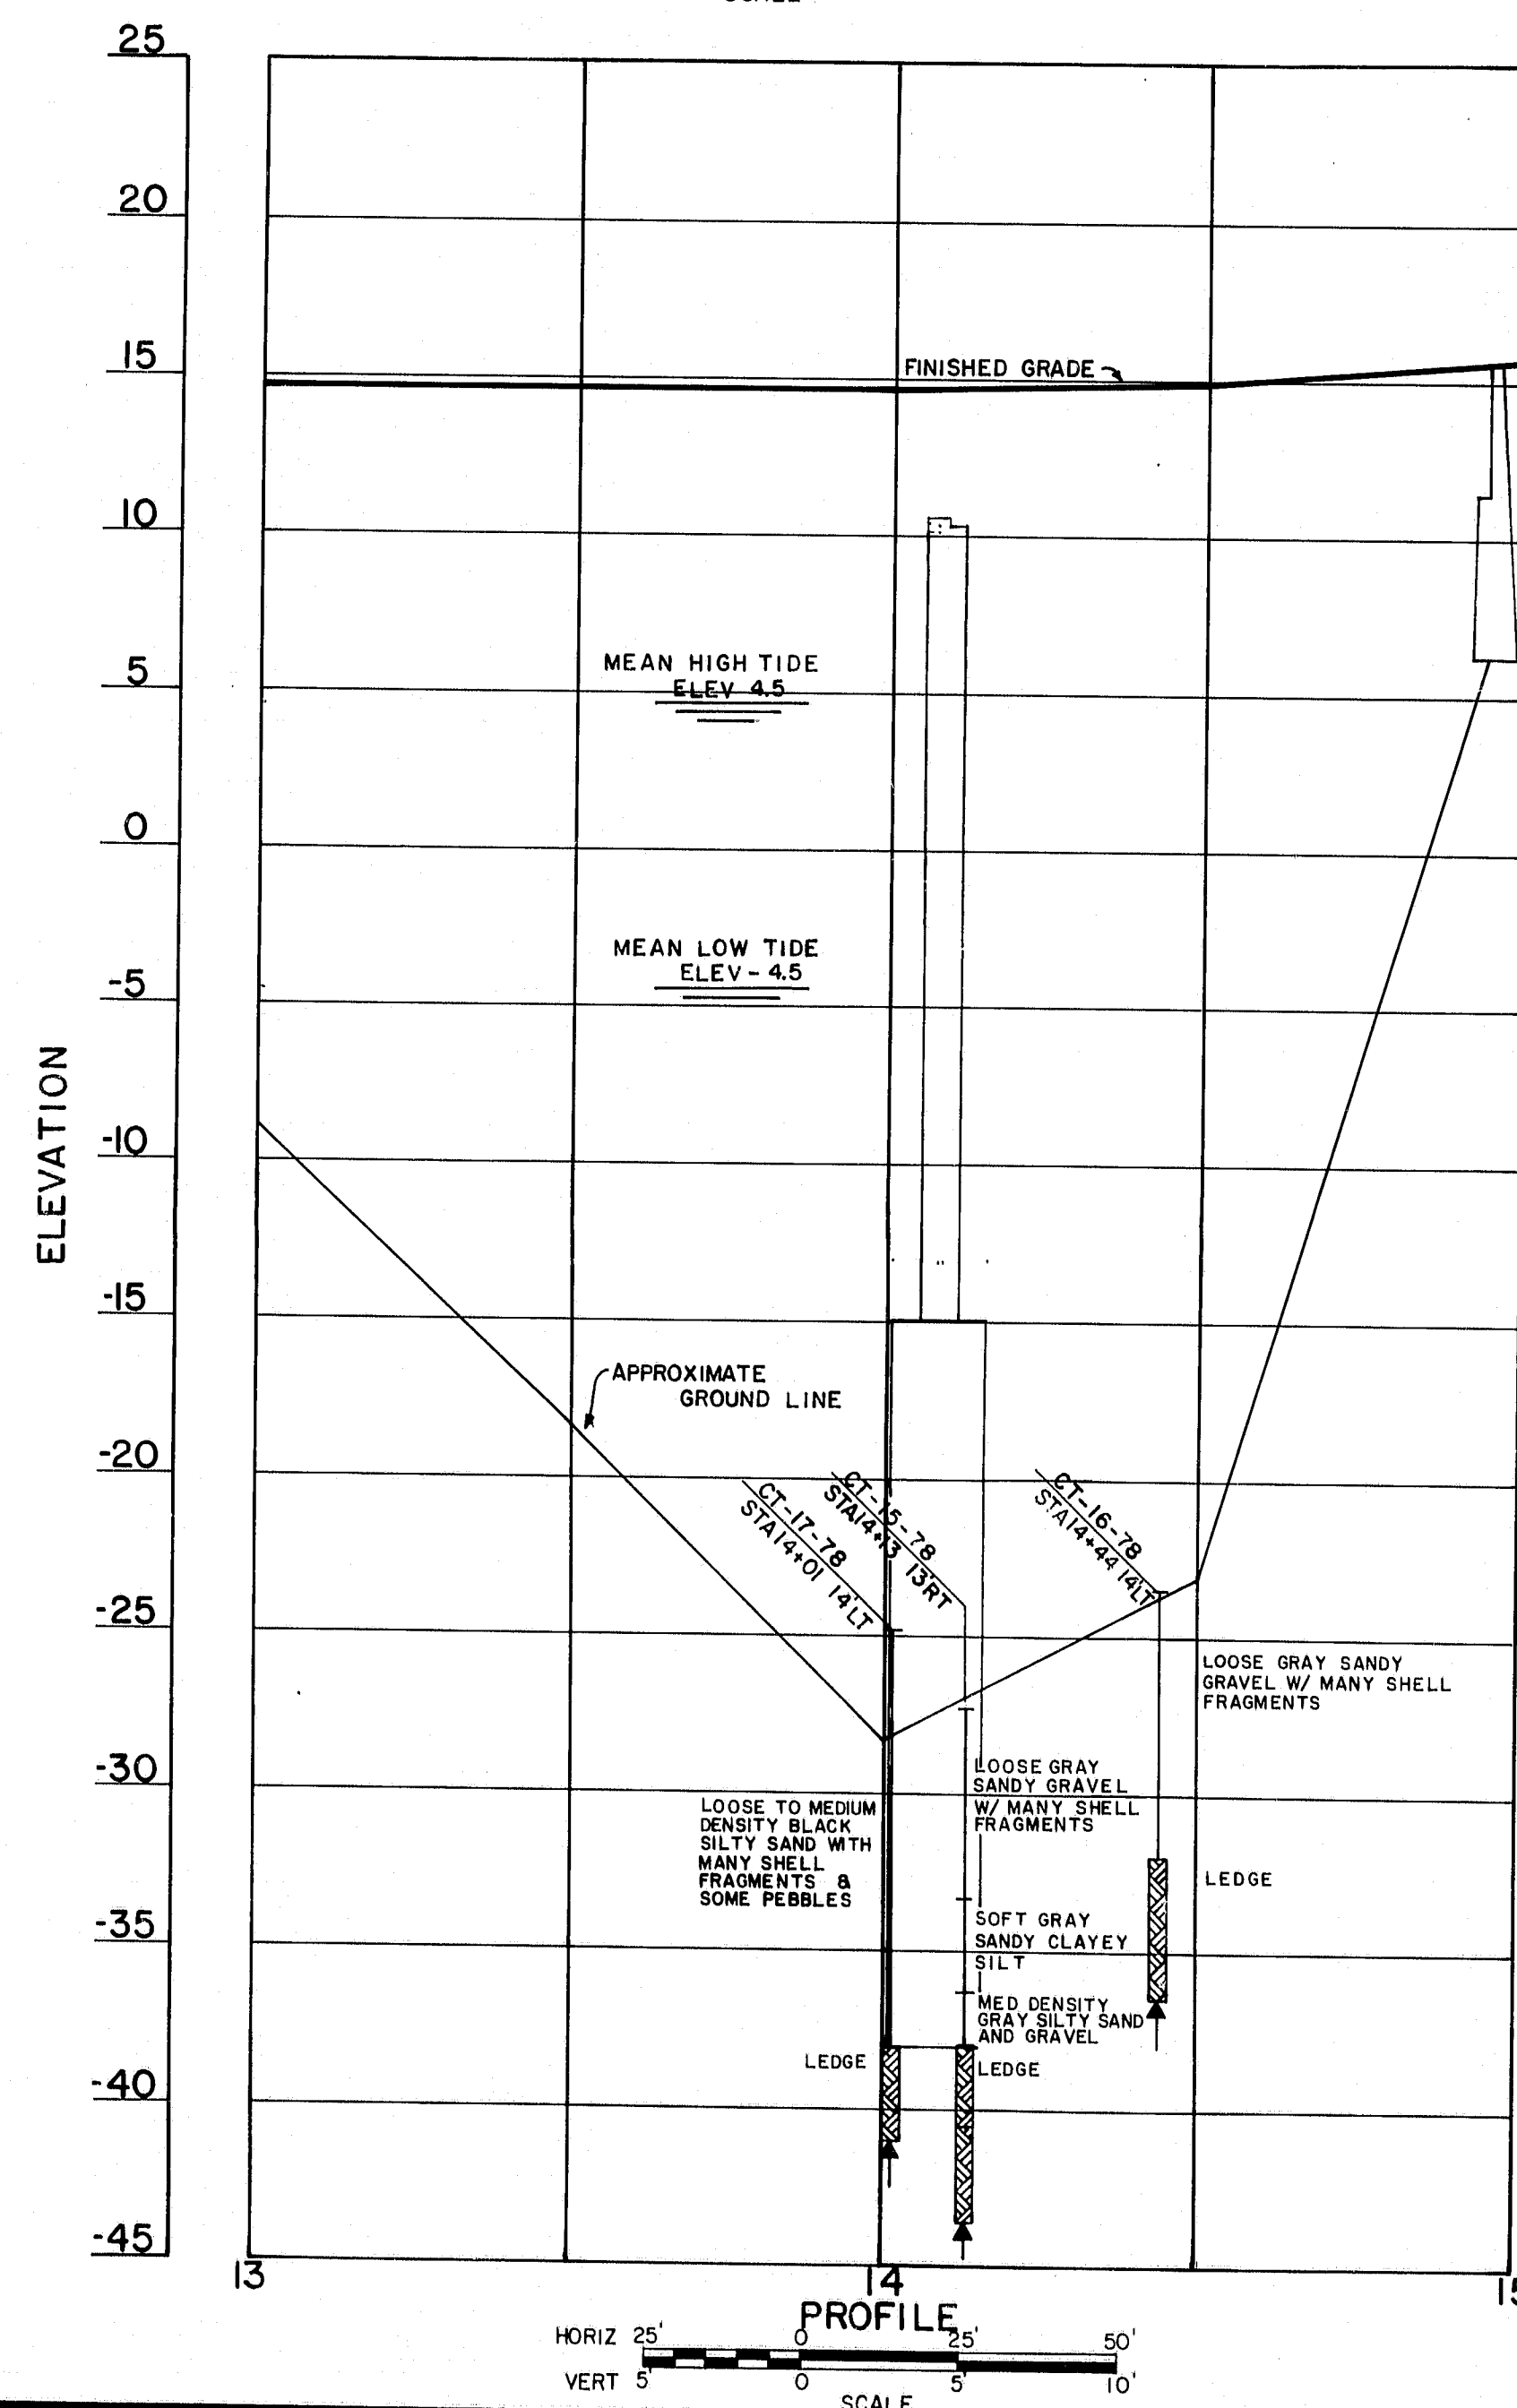 25
20
15
10
5
0
-5
-10
-15
-20
-25
-30
-35
-40
-45
ELEVATION
FINISHED GRADE
MEAN HIGH TIDE
ELEV 4.5
MEAN LOW TIDE
ELEV - 4.5
APPROXIMATE
GROUND LINE
CT-17-78
STA14+01 14'LT
CT-15-78
STA14+13 13'RT
CT-16-78
STA14+44 14'LT
LOOSE GRAY SANDY
GRAVEL W/ MANY SHELL
FRAGMENTS
LOOSE GRAY
SANDY GRAVEL
W/ MANY SHELL
FRAGMENTS
LOOSE TO MEDIUM
DENSITY BLACK
SILTY SAND WITH
MANY SHELL
FRAGMENTS &
SOME PEBBLES
LEDGE
SOFT GRAY
SANDY CLAYEY
SILT
MED DENSITY
GRAY SILTY SAND
AND GRAVEL
LEDGE
LEDGE
13
14
PROFILE
HORIZ 25' 0 25' 50'
VERT 5' 0 5' 10'
SCALE